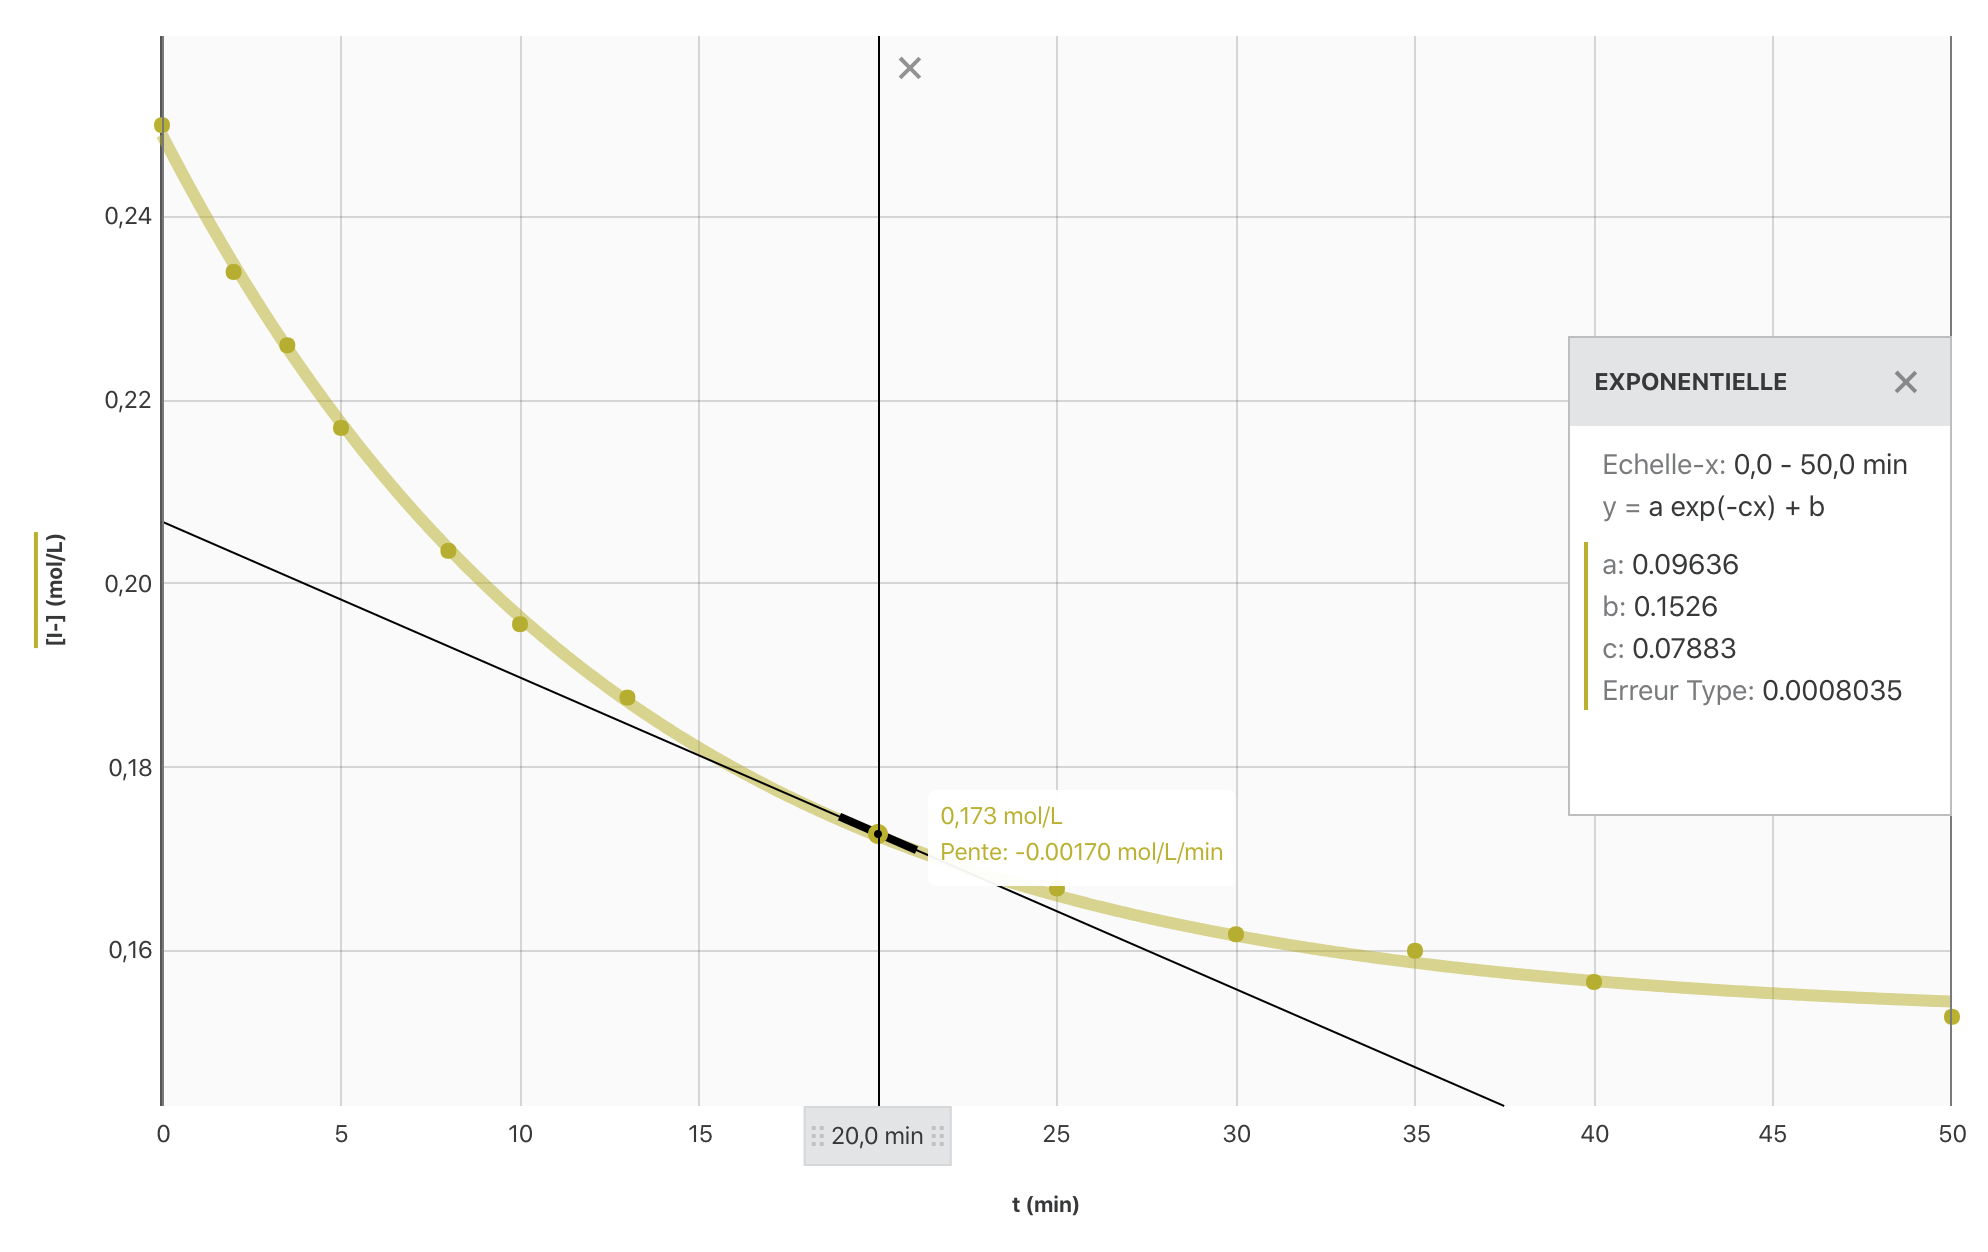 0,24
0,22
0,20
0,18
0,16
[I-] (mol/L)
EXPONENTIELLE
Echelle-x: 0,0 - 50,0 min
y = a exp(-cx) + b
a: 0.09636
b: 0.1526
c: 0.07883
Erreur Type: 0.0008035
0,173 mol/L
Pente: -0.00170 mol/L/min
0 5 10 15 20,0 min 25 30 35 40 45 50
t (min)